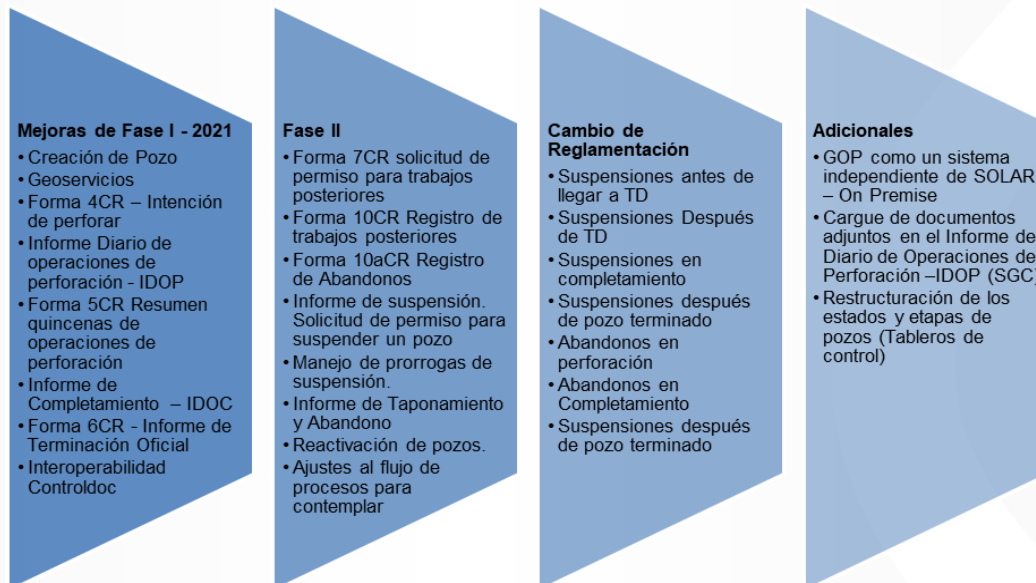 Mejoras de Fase I - 2021
• Creación de Pozo
• Geoservicios
• Forma 4CR – Intención
de perforar
• Informe Diario de
operaciones de
perforación - IDOP
• Forma 5CR Resumen
quincenas de
operaciones de
perforación
• Informe de
Completamiento – IDOC
• Forma 6CR - Informe de
Terminación Oficial
• Interoperabilidad
Controldoc
Fase II
• Forma 7CR solicitud de
permiso para trabajos
posteriores
• Forma 10CR Registro de
trabajos posteriores
• Forma 10aCR Registro
de Abandonos
• Informe de suspensión.
Solicitud de permiso para
suspender un pozo
• Manejo de prorrogas de
suspensión.
• Informe de Taponamiento
y Abandono
• Reactivación de pozos.
• Ajustes al flujo de
procesos para
contemplar
Cambio de
Reglamentación
• Suspensiones antes de
llegar a TD
• Suspensiones Después
de TD
• Suspensiones en
completamiento
• Suspensiones después
de pozo terminado
• Abandonos en
perforación
• Abandonos en
Completamiento
• Suspensiones después
de pozo terminado
Adicionales
• GOP como un sistema
independiente de SOLAR
– On Premise
• Cargue de documentos
adjuntos en el Informe de
Diario de Operaciones de
Perforación –IDOP (SGC)
• Restructuración de los
estados y etapas de
pozos (Tableros de
control)